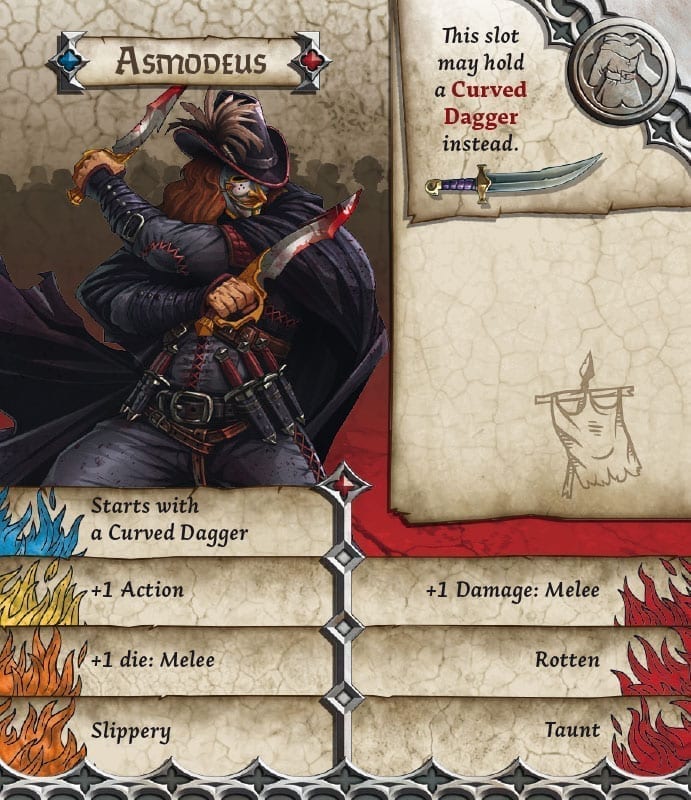 Asmodeus
This slot
may hold
a Curved
Dagger
instead.
Starts with
a Curved Dagger
+1 Action
+1 die: Melee
Slippery
+1 Damage: Melee
Rotten
Taunt